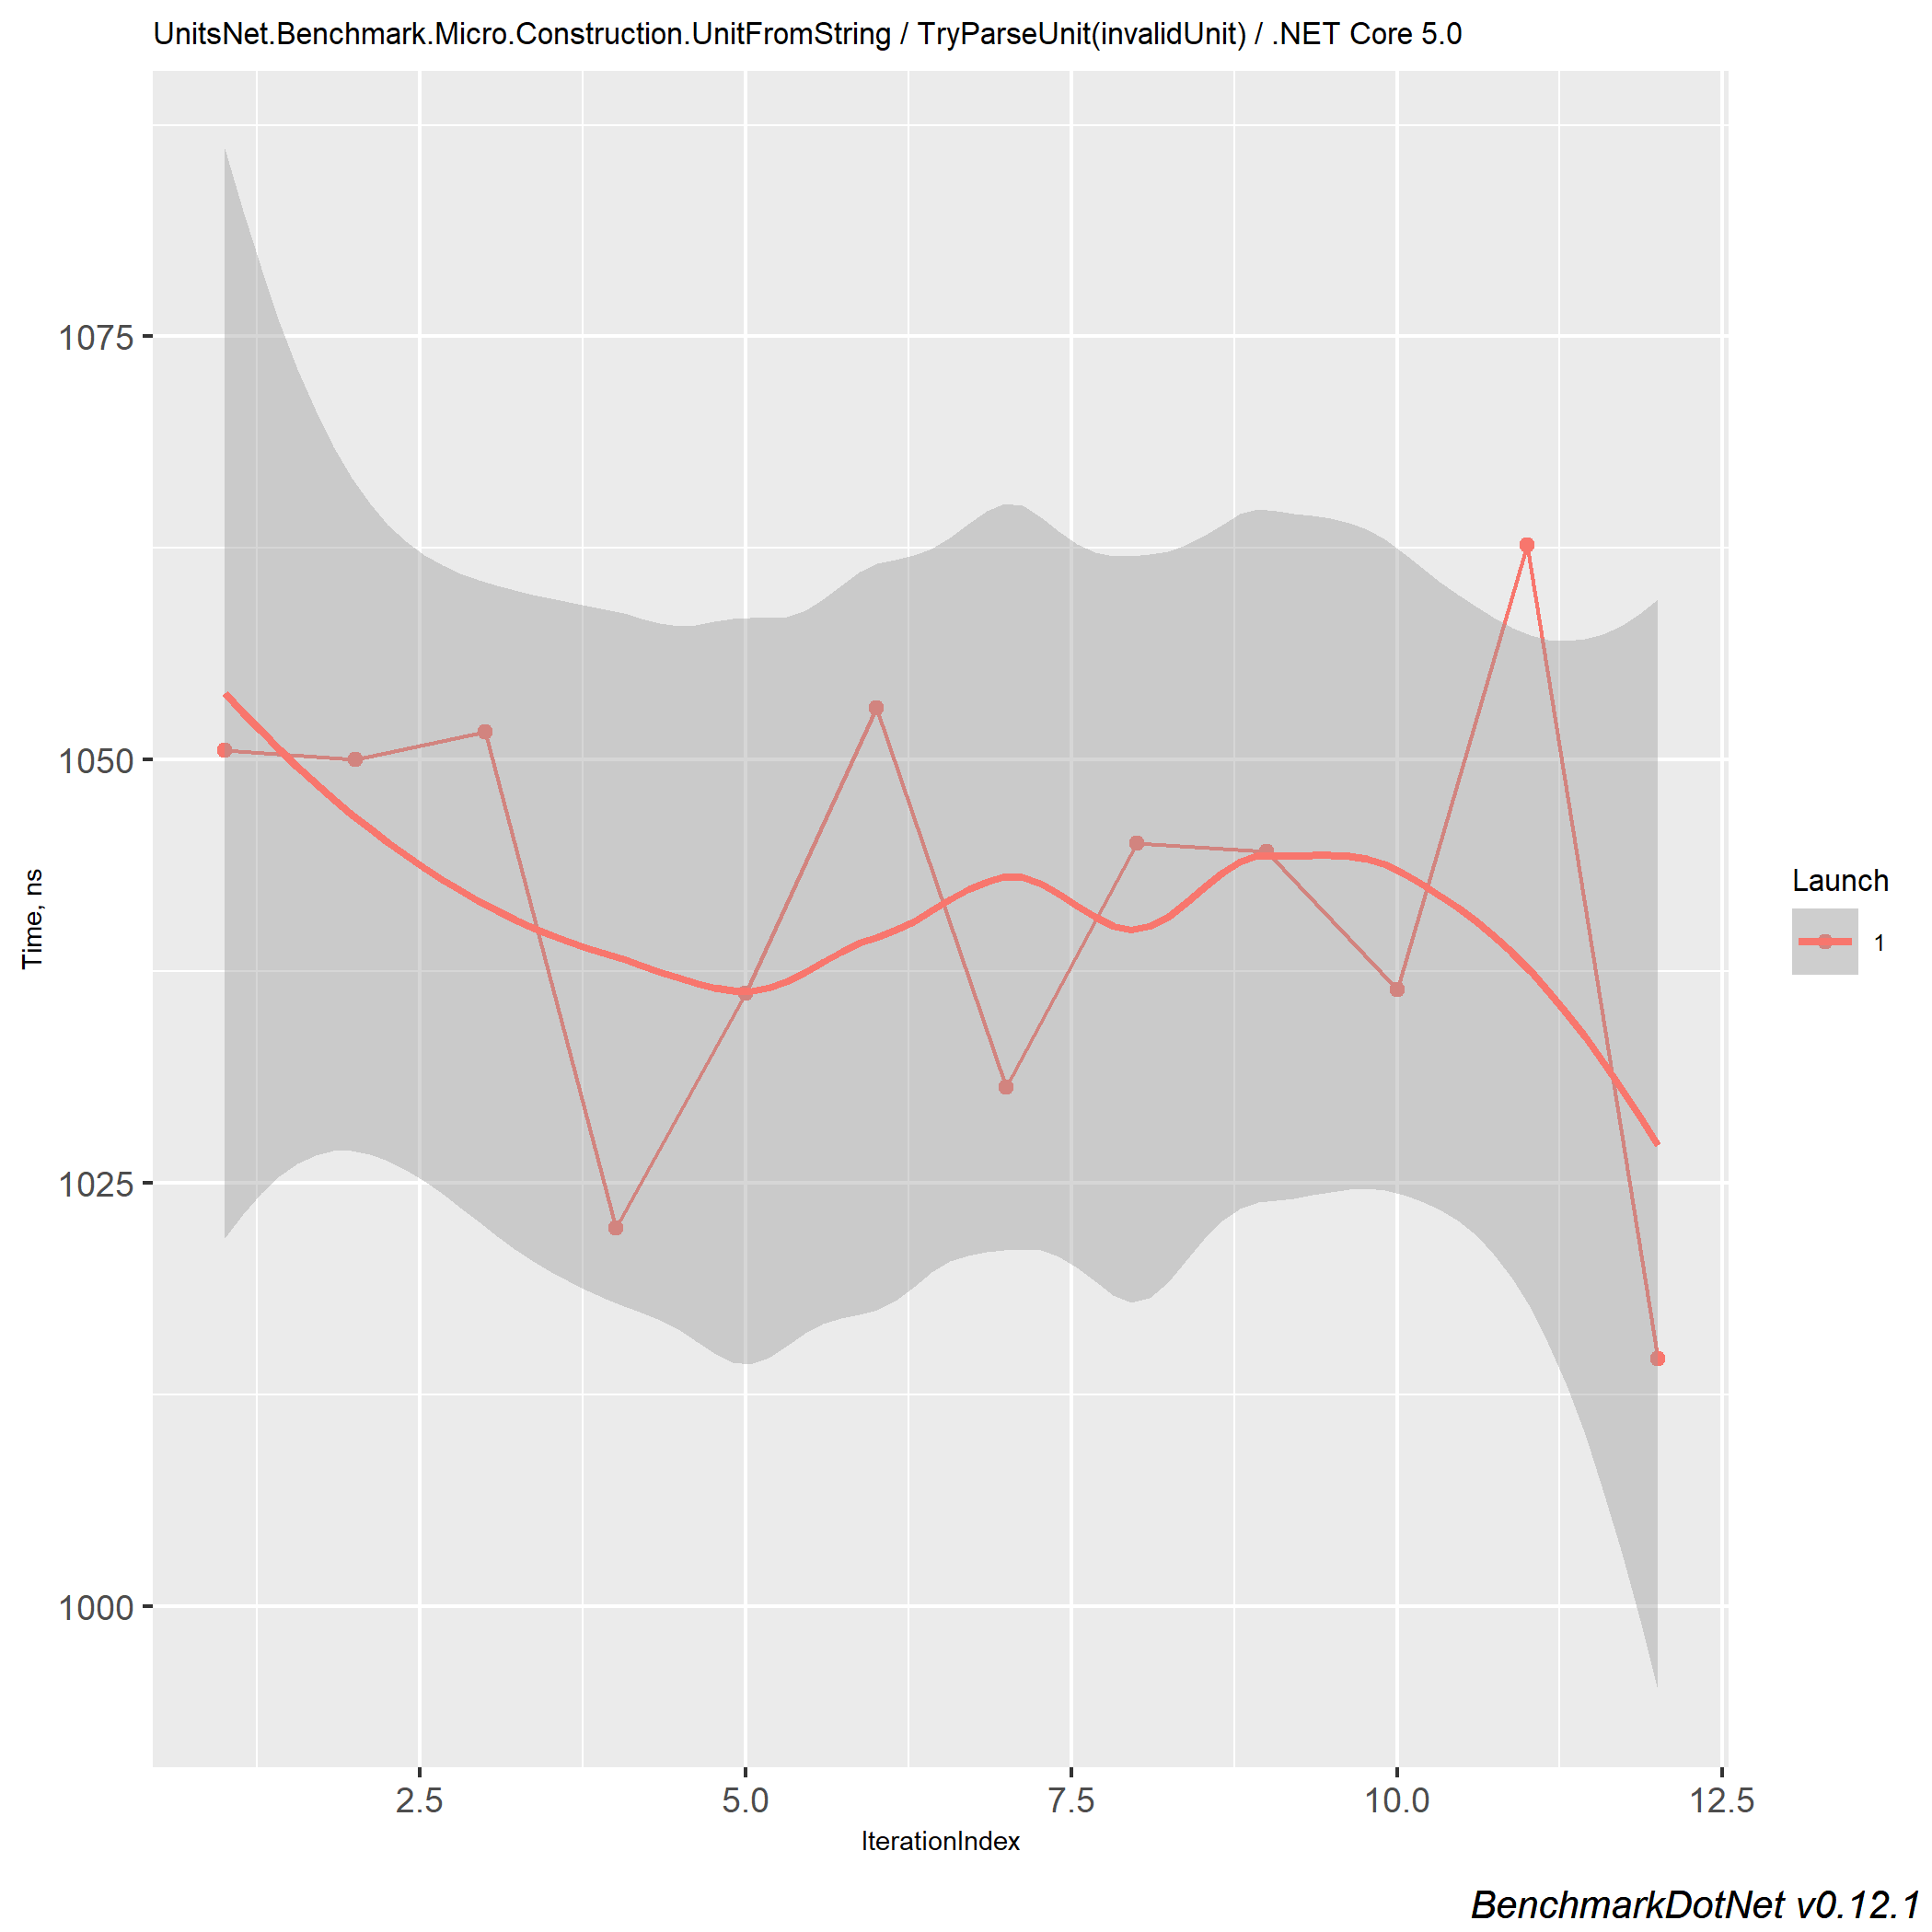 UnitsNet.Benchmark.Micro.Construction.UnitFromString / TryParseUnit(invalidUnit) / .NET Core 5.0
1075
1050
1025
1000
Time, ns
Launch
1
2.5 5.0 7.5 10.0 12.5
IterationIndex
BenchmarkDotNet v0.12.1